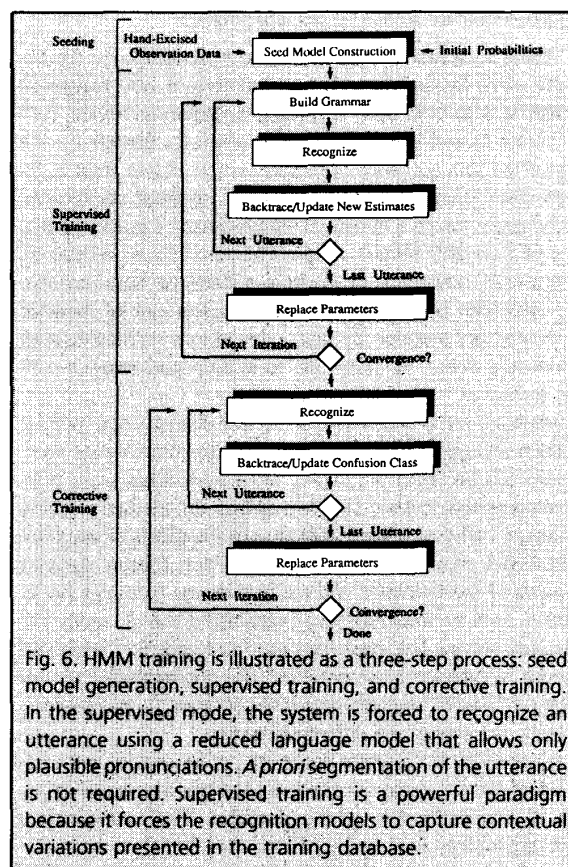 Seeding
Hand-Excised
Observation Data
Seed Model Construction
Initial Probabilities
Build Grammar
Recognize
Supervised
Training
Backtrace/Update New Estimates
Next Utterance
Last Utterance
Replace Parameters
Next Iteration
Convergence?
Recognize
Backtrace/Update Confusion Class
Corrective
Training
Next Utterance
Last Utterance
Replace Parameters
Next Iteration
Convergence?
Done
Fig. 6. HMM training is illustrated as a three-step process: seed
model generation, supervised training, and corrective training.
In the supervised mode, the system is forced to recognize an
utterance using a reduced language model that allows only
plausible pronunciations. A priori segmentation of the utterance
is not required. Supervised training is a powerful paradigm
because it forces the recognition models to capture contextual
variations presented in the training database.